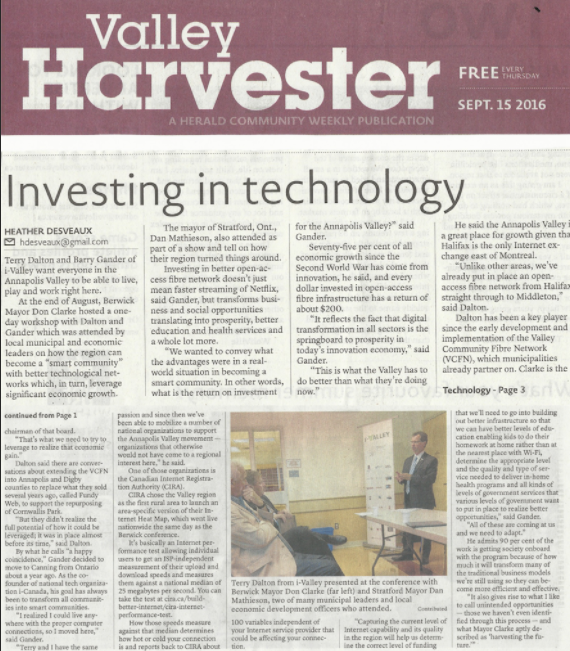 Valley
Harvester
FREE EVERY THURSDAY
SEPT. 15 2016
A HERALD COMMUNITY WEEKLY PUBLICATION
Investing in technology
HEATHER DESVEAUX
hdesveaux@gmail.com
Terry Dalton and Barry Gander of
i-Valley want everyone in the
Annapolis Valley to be able to live,
play and work right here.
At the end of August, Berwick
Mayor Don Clarke hosted a one-
day workshop with Dalton and
Gander which was attended by
local municipal and economic
leaders on how the region can
become a "smart community"
with better technological net-
works which, in turn, leverage
significant economic growth.
The mayor of Stratford, Ont.,
Dan Mathieson, also attended as
part of a show and tell on how
their region turned things around.
Investing in better open-ac-
cess fibre network doesn't just
mean faster streaming of Netflix,
said Gander, but transforms busi-
ness and social opportunities
translating into prosperity, better
education and health services and
a whole lot more.
"We wanted to convey what
the advantages were in a real-
world situation in becoming a
smart community. In other words,
what is the return on investment
for the Annapolis Valley?" said
Gander.
Seventy-five per cent of all
economic growth since the
Second World War has come from
innovation, he said, and every
dollar invested in open-access
fibre infrastructure has a return of
about $200.
"It reflects the fact that digital
transformation in all sectors is the
springboard to prosperity in
today's innovation economy," said
Gander.
"This is what the Valley has to
do better than what they're doing
now."
He said the Annapolis Valley i
a great place for growth given tha
Halifax is the only Internet ex-
change east of Montreal.
"Unlike other areas, we've
already put in place an open-
access fibre network from Halifax
straight through to Middleton,"
said Dalton.
Dalton has been a key player
since the early development and
implementation of the Valley
Community Fibre Network
(VCFN), which municipalities
already partner on. Clarke is the
Technology - Page 3
continued from Page 1
chairman of that board.
"That's what we need to try to
leverage to realize that economic
gain."
Dalton said there are conver-
sations about extending the VCFN
into Annapolis and Digby
counties to replace what they sold
several years ago, called Fundy
Web, to support the repurposing
of Cornwallis Park.
"But they didn't realize the
full potential of how it could be
leveraged; it was in place almost
before its time," said Dalton.
By what he calls "a happy
coincidence," Gander decided to
move to Canning from Ontario
about a year ago. As the co-
founder of national tech organiza-
tion i-Canada, his goal has always
been to transform all communit-
ies into smart communities.
"I realized I could live any-
where with the proper computer
connections, so I moved here,"
said Gander.
"Terry and I have the same
passion and since then we've
been able to mobilize a number of
national organizations to support
the Annapolis Valley movement —
organizations that otherwise
would not have come to a regional
interest here," he said.
One of those organizations is
the Canadian Internet Registra-
tion Authority (CIRA).
CIRA chose the Valley region
as the first rural area to launch an
area-specific version of their In-
ternet Heat Map, which went live
nationwide the same day as the
Berwick conference.
It's basically an Internet per-
formance test allowing individual
users to get an ISP-independent
measurement of their upload and
download speeds and measures
them against a national median of
25 megabytes per second. You can
take the test at cira.ca/build-
better-internet/cira-internet-
performance-test.
How those speeds measure
against that median determines
how hot or cold your connection
is and reports back to CIRA about
Terry Dalton from i-Valley presented at the conference with
Berwick Mayor Don Clarke (far left) and Stratford Mayor Dan
Mathieson, two of many municipal leaders and local
economic development officers who attended.
Contributed
100 variables independent of
your Internet service provider that
could be affecting your connec-
tion.
"Capturing the current level of
Internet capability and its quality
in the region will help us determ-
ine the correct level of funding
that we'll need to go into building
out better infrastructure so that
we can have better levels of edu-
cation enabling kids to do their
homework at home rather than at
the nearest place with Wi-Fi,
determine the appropriate level
and the quality and type of ser-
vice needed to deliver in-home
health programs and all kinds of
levels of government services that
various levels of government want
to put in place to realize better
opportunities," said Gander.
"All of these are coming at us
and we need to adapt."
He admits 90 per cent of the
work is getting society onboard
with the program because of how
much it will transform many of
the traditional business models
we're still using so they can be-
come more efficient and effective.
"It also gives rise to what I like
to call unintended opportunities
— those we haven't even identi-
fied through this process — and
what Mayor Clarke aptly de-
scribed as 'harvesting the fu-
ture.'"